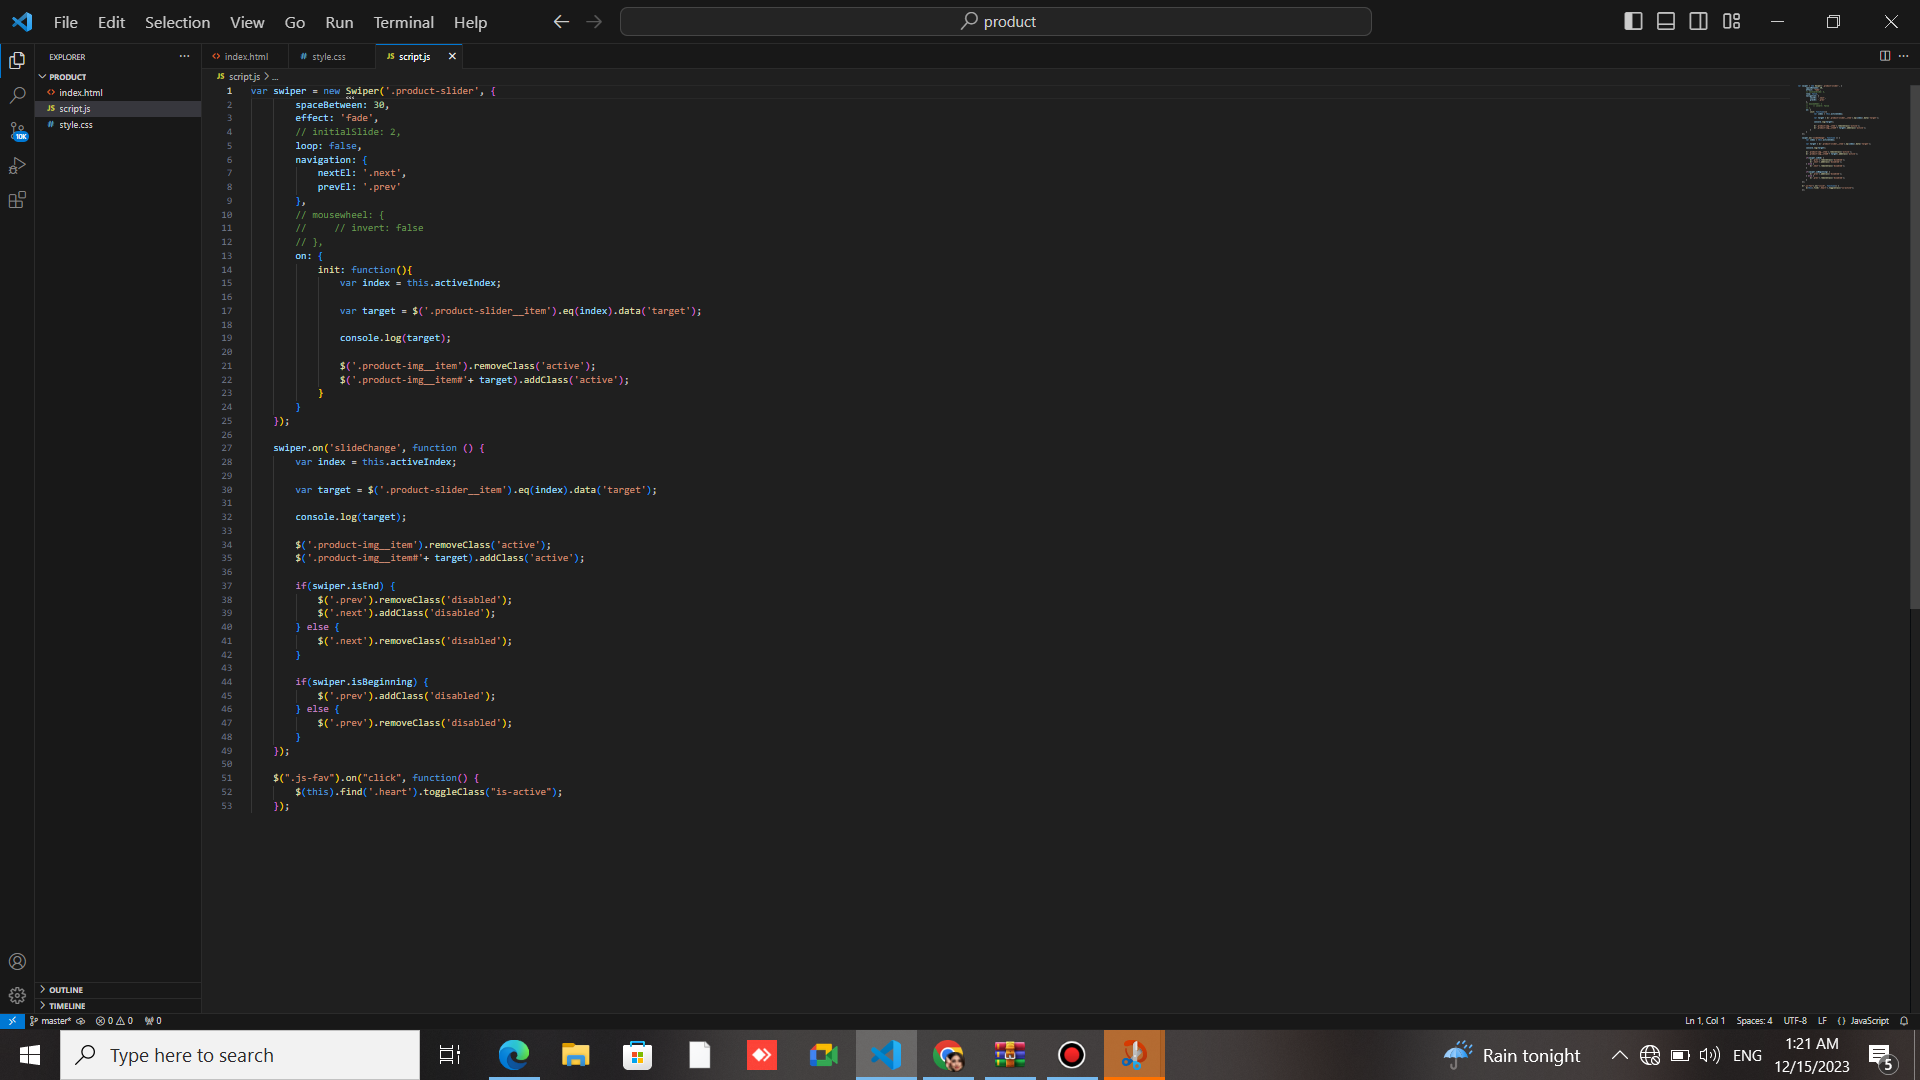 File Edit Selection View Go Run Terminal Help
product
EXPLORER
PRODUCT
index.html
JS script.js
# style.css
10K
OUTLINE
TIMELINE
index.html
# style.css
JS script.js
JS script.js > ...
1 var swiper = new Swiper('.product-slider', {
2 spaceBetween: 30,
3 effect: 'fade',
4 // initialSlide: 2,
5 loop: false,
6 navigation: {
7 nextEl: '.next',
8 prevEl: '.prev'
9 },
10 // mousewheel: {
11 // // invert: false
12 // },
13 on: {
14 init: function(){
15 var index = this.activeIndex;
16
17 var target = $('.product-slider__item').eq(index).data('target');
18
19 console.log(target);
20
21 $('.product-img__item').removeClass('active');
22 $('.product-img__item#'+ target).addClass('active');
23 }
24 }
25 });
26
27 swiper.on('slideChange', function () {
28 var index = this.activeIndex;
29
30 var target = $('.product-slider__item').eq(index).data('target');
31
32 console.log(target);
33
34 $('.product-img__item').removeClass('active');
35 $('.product-img__item#'+ target).addClass('active');
36
37 if(swiper.isEnd) {
38 $('.prev').removeClass('disabled');
39 $('.next').addClass('disabled');
40 } else {
41 $('.next').removeClass('disabled');
42 }
43
44 if(swiper.isBeginning) {
45 $('.prev').addClass('disabled');
46 } else {
47 $('.prev').removeClass('disabled');
48 }
49 });
50
51 $(".js-fav").on("click", function() {
52 $(this).find('.heart').toggleClass("is-active");
53 });
master* 0 0 0
Ln 1, Col 1 Spaces: 4 UTF-8 LF {} JavaScript
Type here to search
Rain tonight
ENG
1:21 AM
12/15/2023
5